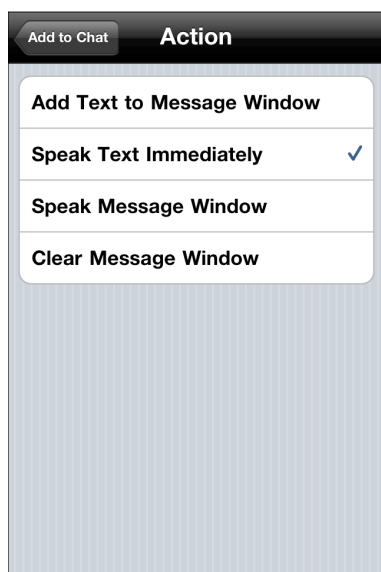 Add to Chat
Action
Add Text to Message Window
Speak Text Immediately
Speak Message Window
Clear Message Window